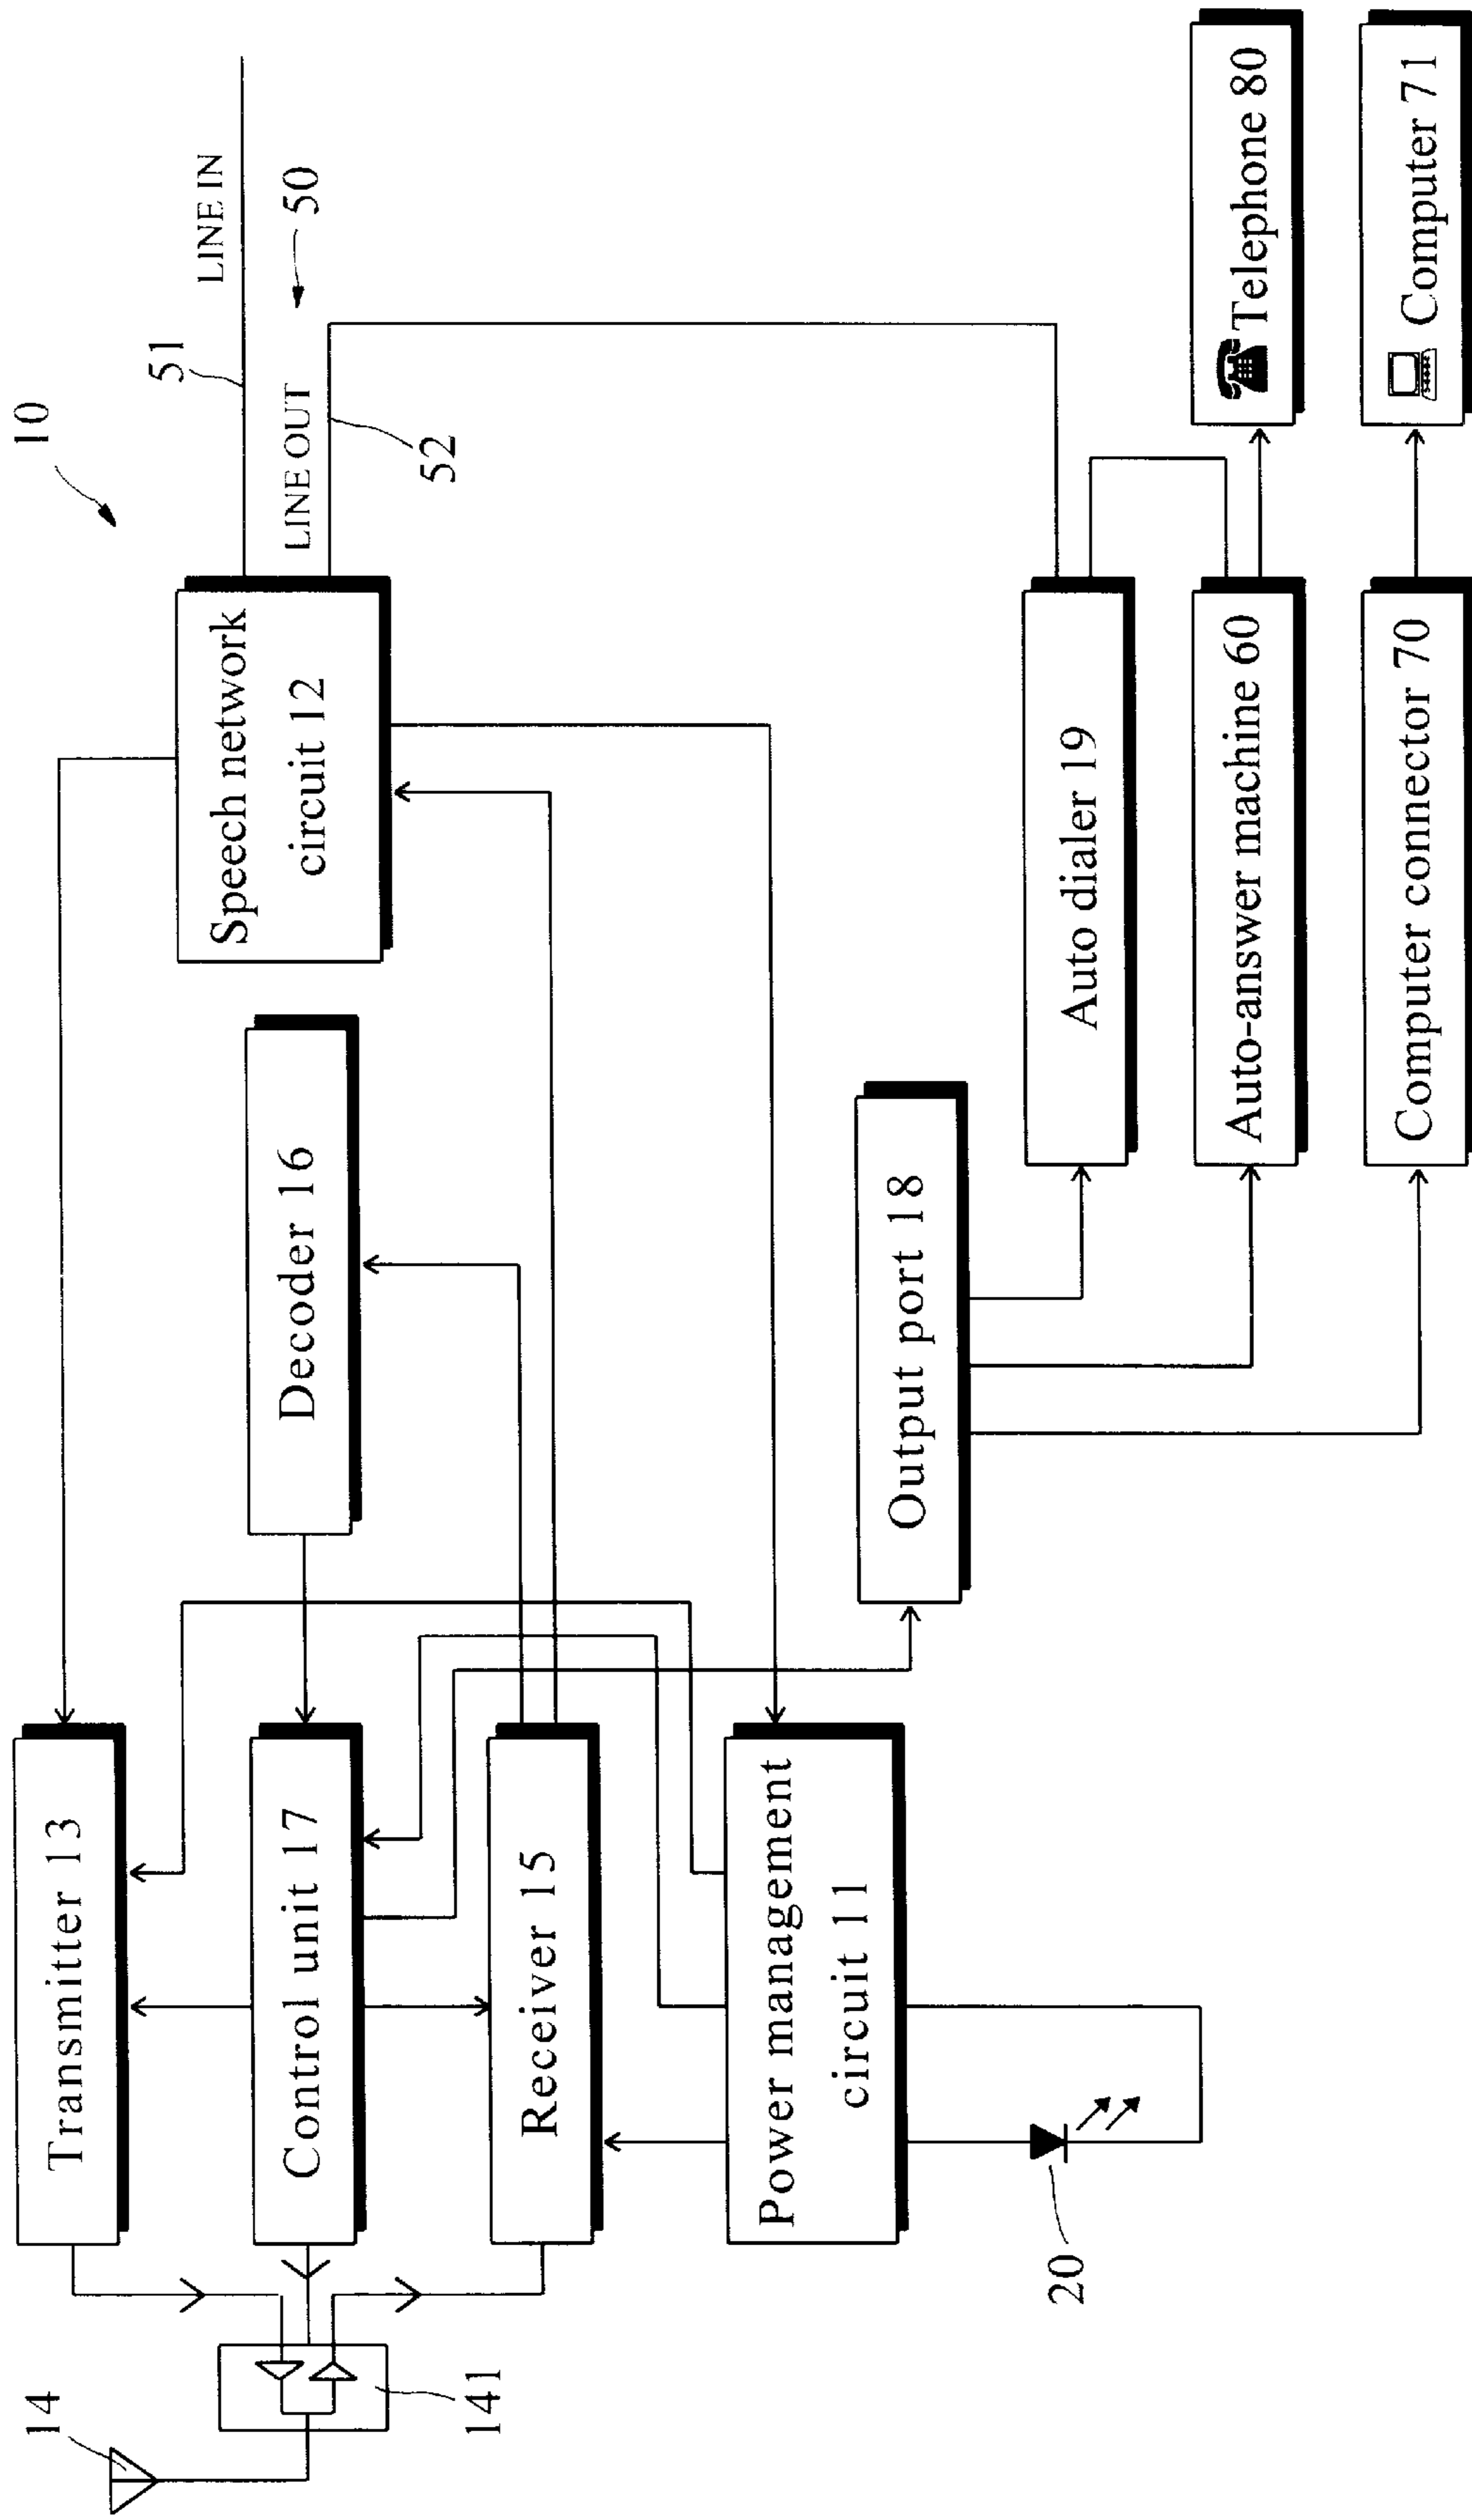 10
14
141
Transmitter 13
Control unit 17
Receiver 15
Power management
circuit 11
20
Decoder 16
Output port 18
Speech network
circuit 12
LINE IN
51
LINE OUT
52
50
Auto dialer 19
Auto-answer machine 60
Computer connector 70
Telephone 80
Computer 71